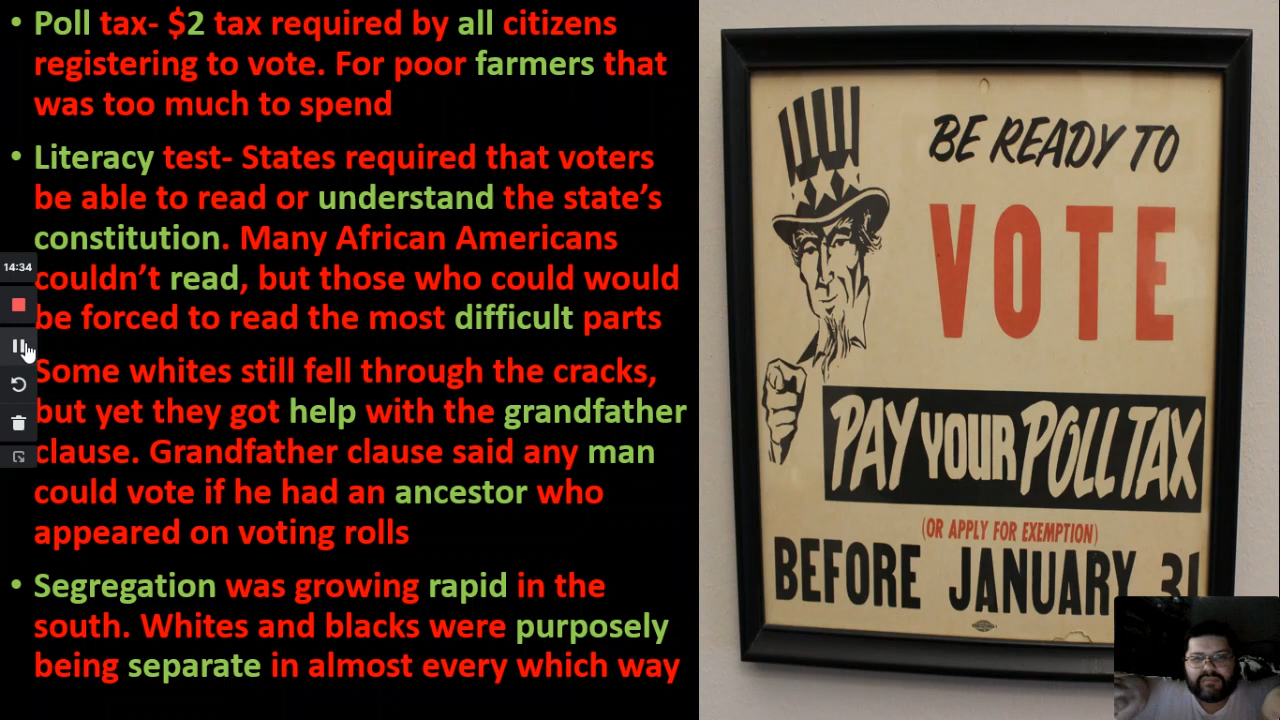 • Poll tax- $2 tax required by all citizens
registering to vote. For poor farmers that
was too much to spend
• Literacy test- States required that voters
be able to read or understand the state’s
constitution. Many African Americans
couldn’t read, but those who could would
be forced to read the most difficult parts
Some whites still fell through the cracks,
but yet they got help with the grandfather
clause. Grandfather clause said any man
could vote if he had an ancestor who
appeared on voting rolls
• Segregation was growing rapid in the
south. Whites and blacks were purposely
being separate in almost every which way
14:34
BE READY TO
VOTE
PAY YOUR POLL TAX
(OR APPLY FOR EXEMPTION)
BEFORE JANUARY 31